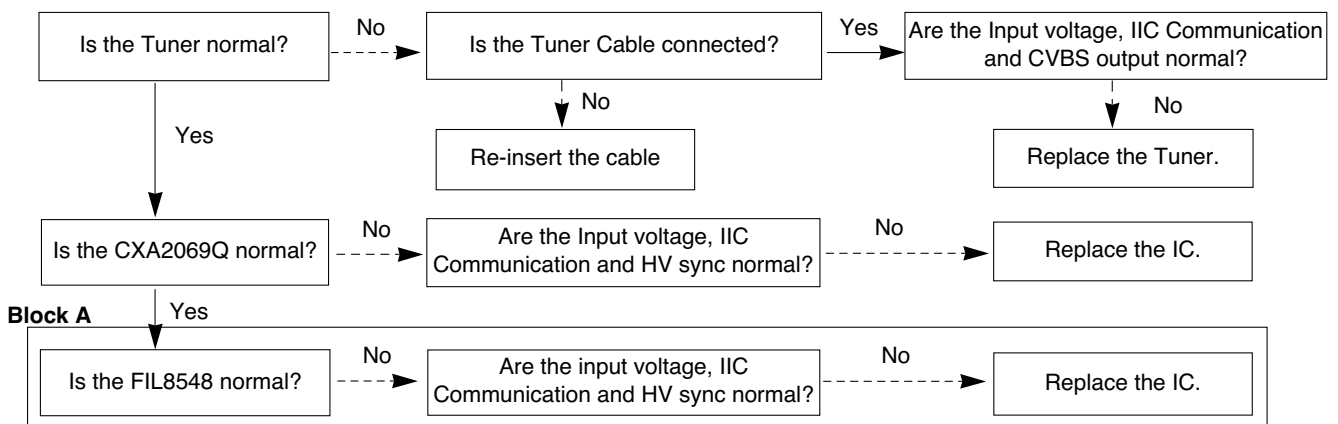 Is the Tuner normal?
No
Is the Tuner Cable connected?
Yes
Are the Input voltage, IIC Communication
and CVBS output normal?
Yes
No
No
Re-insert the cable
Replace the Tuner.
Is the CXA2069Q normal?
No
Are the Input voltage, IIC
Communication and HV sync normal?
No
Replace the IC.
Yes
Block A
Is the FIL8548 normal?
No
Are the input voltage, IIC
Communication and HV sync normal?
No
Replace the IC.